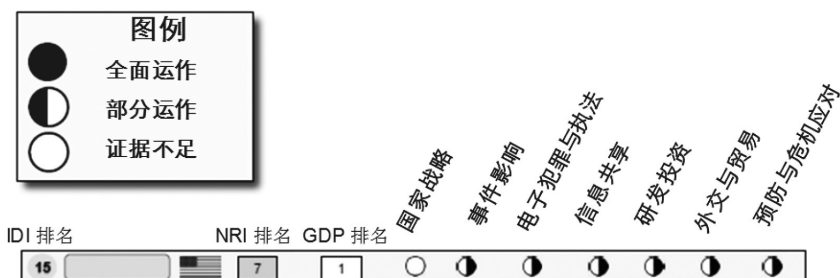 图例
全面运作
部分运作
证据不足
国家战略
事件影响
电子犯罪与执法
信息共享
研发投资
外交与贸易
预防与危机应对
IDI 排名 NRI 排名 GDP 排名
15 7 1